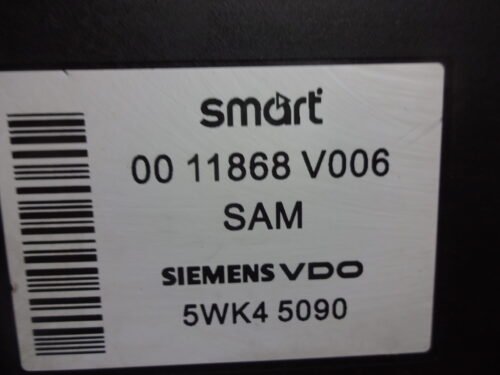 smart
00 11868 V006
SAM
SIEMENS VDO
5WK4 5090